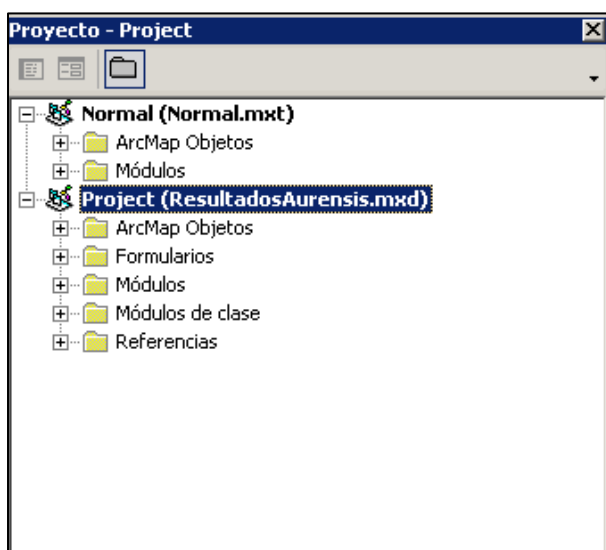 Proyecto - Project
Normal (Normal.mxt)
ArcMap Objetos
Módulos
Project (ResultadosAurensis.mxd)
ArcMap Objetos
Formularios
Módulos
Módulos de clase
Referencias